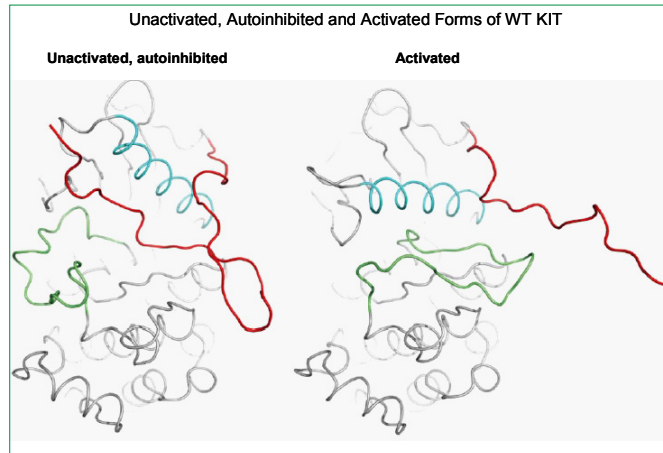 Unactivated, Autoinhibited and Activated Forms of WT KIT
Unactivated, autoinhibited
Activated